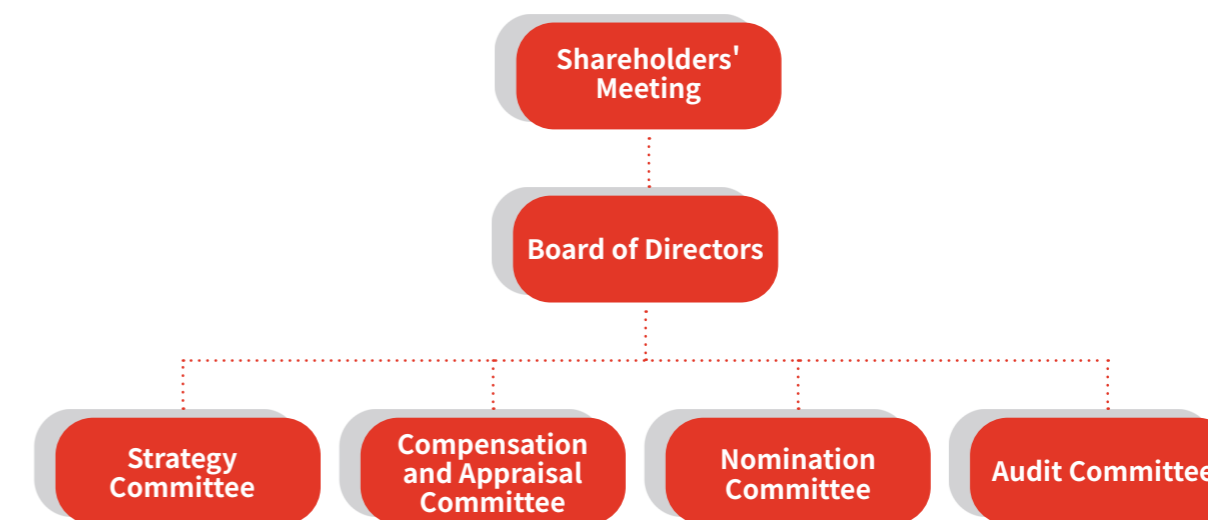 Shareholders'
Meeting
Board of Directors
Strategy
Committee
Compensation
and Appraisal
Committee
Nomination
Committee
Audit Committee